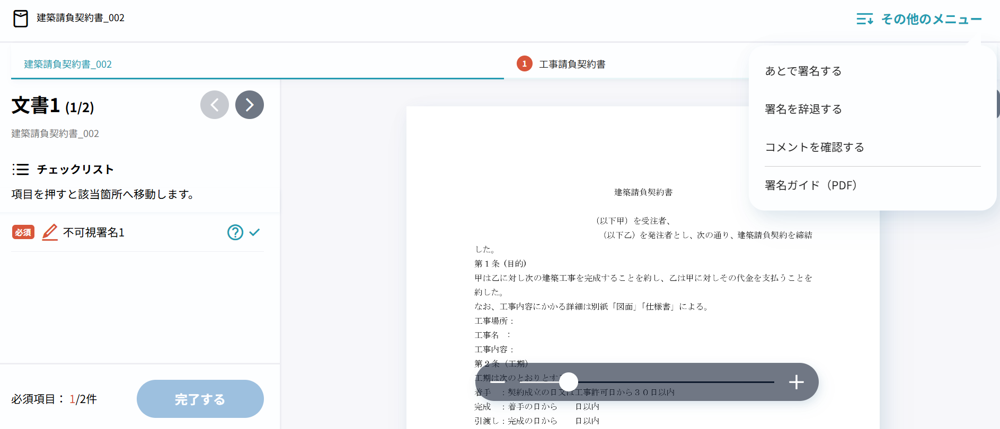 建築請負契約書_002
その他のメニュー
建築請負契約書_002
1 工事請負契約書
あとで署名する
署名を辞退する
コメントを確認する
署名ガイド（PDF）
文書1 (1/2)
建築請負契約書_002
チェックリスト
項目を押すと該当箇所へ移動します。
必須 不可視署名1
必須項目： 1/2件
完了する
建築請負契約書
（以下甲）を受注者、
（以下乙）を発注者とし、次の通り、建築請負契約を締結
した。
第１条（目的）
甲は乙に対し次の建築工事を完成することを約し、乙は甲に対しその代金を支払うことを
約した。
なお、工事内容にかかる詳細は別紙「図面」「仕様書」による。
工事場所：
工事名　：
工事内容：
第２条（工期）
工期は次のとおりとす
着手　：契約成立の日又は工事許可日から３０日以内
完成　：着手の日から　　日以内
引渡し：完成の日から　　日以内